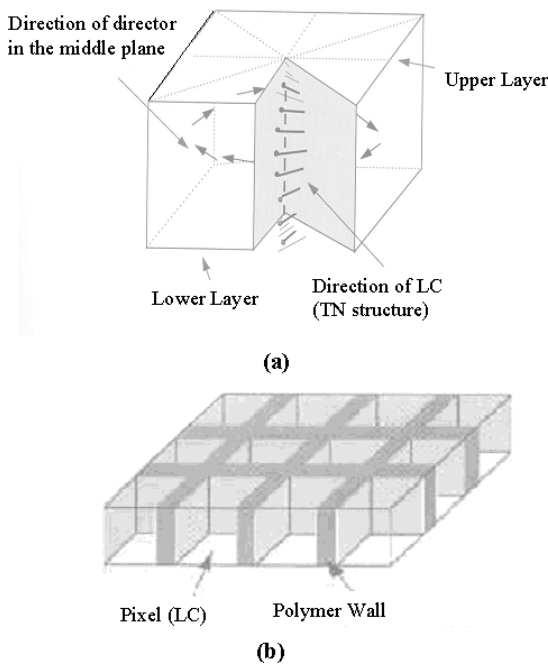 Direction of director
in the middle plane
Upper Layer
Lower Layer
Direction of LC
(TN structure)
(a)
Pixel (LC)
Polymer Wall
(b)